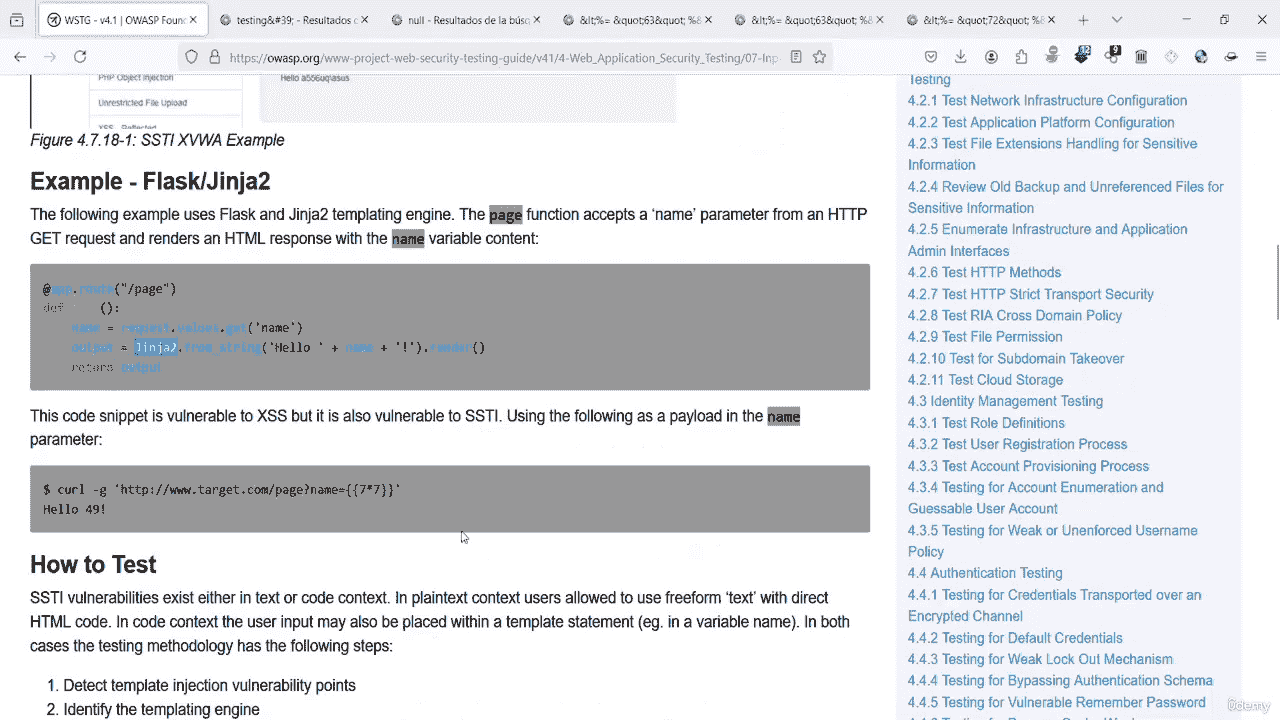 WSTG - v4.1 | OWASP Foun
testing&#39; - Resultados c
null - Resultados de la búsq
&lt;%= &quot;63&quot; %8
&lt;%= &quot;63&quot; %8
&lt;%= &quot;72&quot; %8
https://owasp.org/www-project-web-security-testing-guide/v41/4-Web_Application_Security_Testing/07-Inp
12
9
PHP Object Injection
Hello a556uq\asus
Unrestricted File Upload
XSS - Reflected
Figure 4.7.18-1: SSTI XVWA Example
Example - Flask/Jinja2
The following example uses Flask and Jinja2 templating engine. The page function accepts a ‘name’ parameter from an HTTP
GET request and renders an HTML response with the name variable content:
@app.route("/page")
def ():
name = request.values.get('name')
output = Jinja2.from_string('Hello ' + name + '!').render()
return output
This code snippet is vulnerable to XSS but it is also vulnerable to SSTI. Using the following as a payload in the name
parameter:
$ curl -g 'http://www.target.com/page?name={{7*7}}'
Hello 49!
How to Test
SSTI vulnerabilities exist either in text or code context. In plaintext context users allowed to use freeform ‘text’ with direct
HTML code. In code context the user input may also be placed within a template statement (eg. in a variable name). In both
cases the testing methodology has the following steps:
1. Detect template injection vulnerability points
2. Identify the templating engine
Testing
4.2.1 Test Network Infrastructure Configuration
4.2.2 Test Application Platform Configuration
4.2.3 Test File Extensions Handling for Sensitive
Information
4.2.4 Review Old Backup and Unreferenced Files for
Sensitive Information
4.2.5 Enumerate Infrastructure and Application
Admin Interfaces
4.2.6 Test HTTP Methods
4.2.7 Test HTTP Strict Transport Security
4.2.8 Test RIA Cross Domain Policy
4.2.9 Test File Permission
4.2.10 Test for Subdomain Takeover
4.2.11 Test Cloud Storage
4.3 Identity Management Testing
4.3.1 Test Role Definitions
4.3.2 Test User Registration Process
4.3.3 Test Account Provisioning Process
4.3.4 Testing for Account Enumeration and
Guessable User Account
4.3.5 Testing for Weak or Unenforced Username
Policy
4.4 Authentication Testing
4.4.1 Testing for Credentials Transported over an
Encrypted Channel
4.4.2 Testing for Default Credentials
4.4.3 Testing for Weak Lock Out Mechanism
4.4.4 Testing for Bypassing Authentication Schema
4.4.5 Testing for Vulnerable Remember Password
Udemy